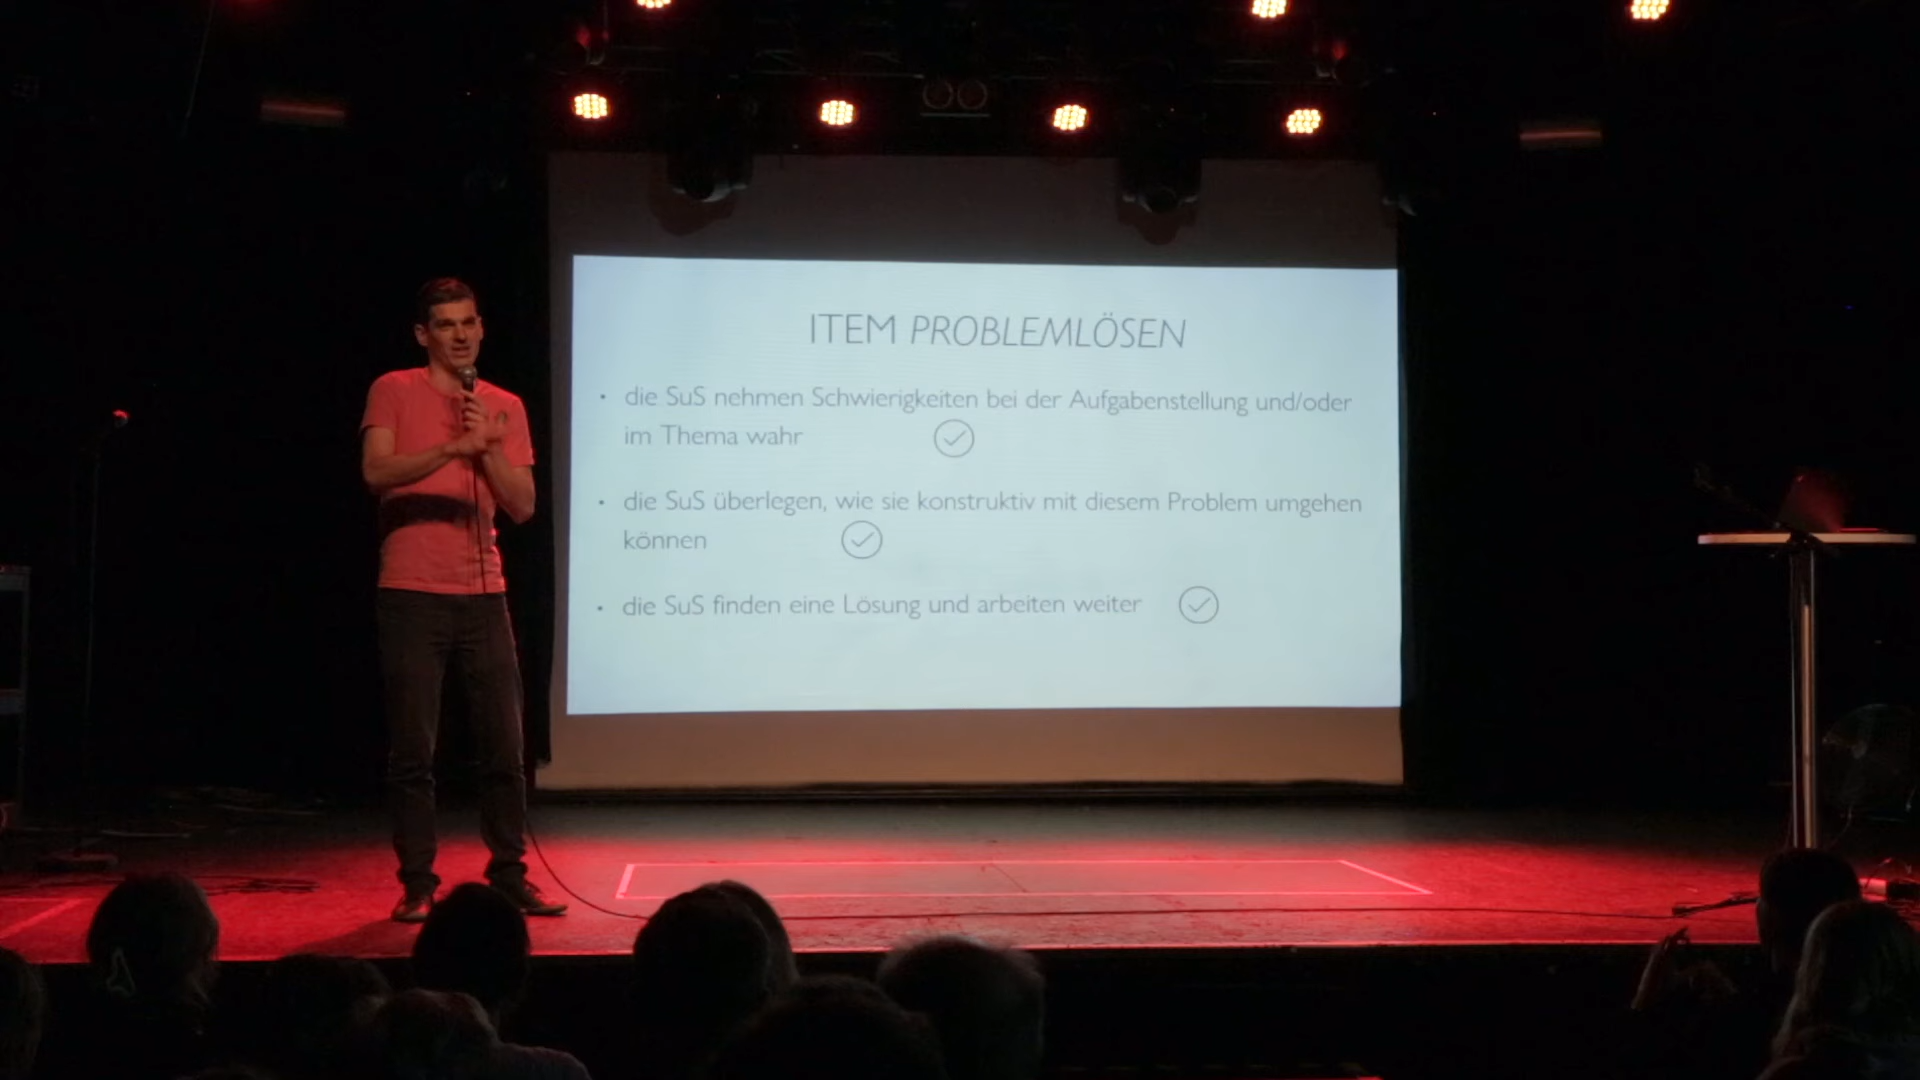 ITEM PROBLEMLÖSEN
• die SuS nehmen Schwierigkeiten bei der Aufgabenstellung und/oder
im Thema wahr
• die SuS überlegen, wie sie konstruktiv mit diesem Problem umgehen
können
• die SuS finden eine Lösung und arbeiten weiter